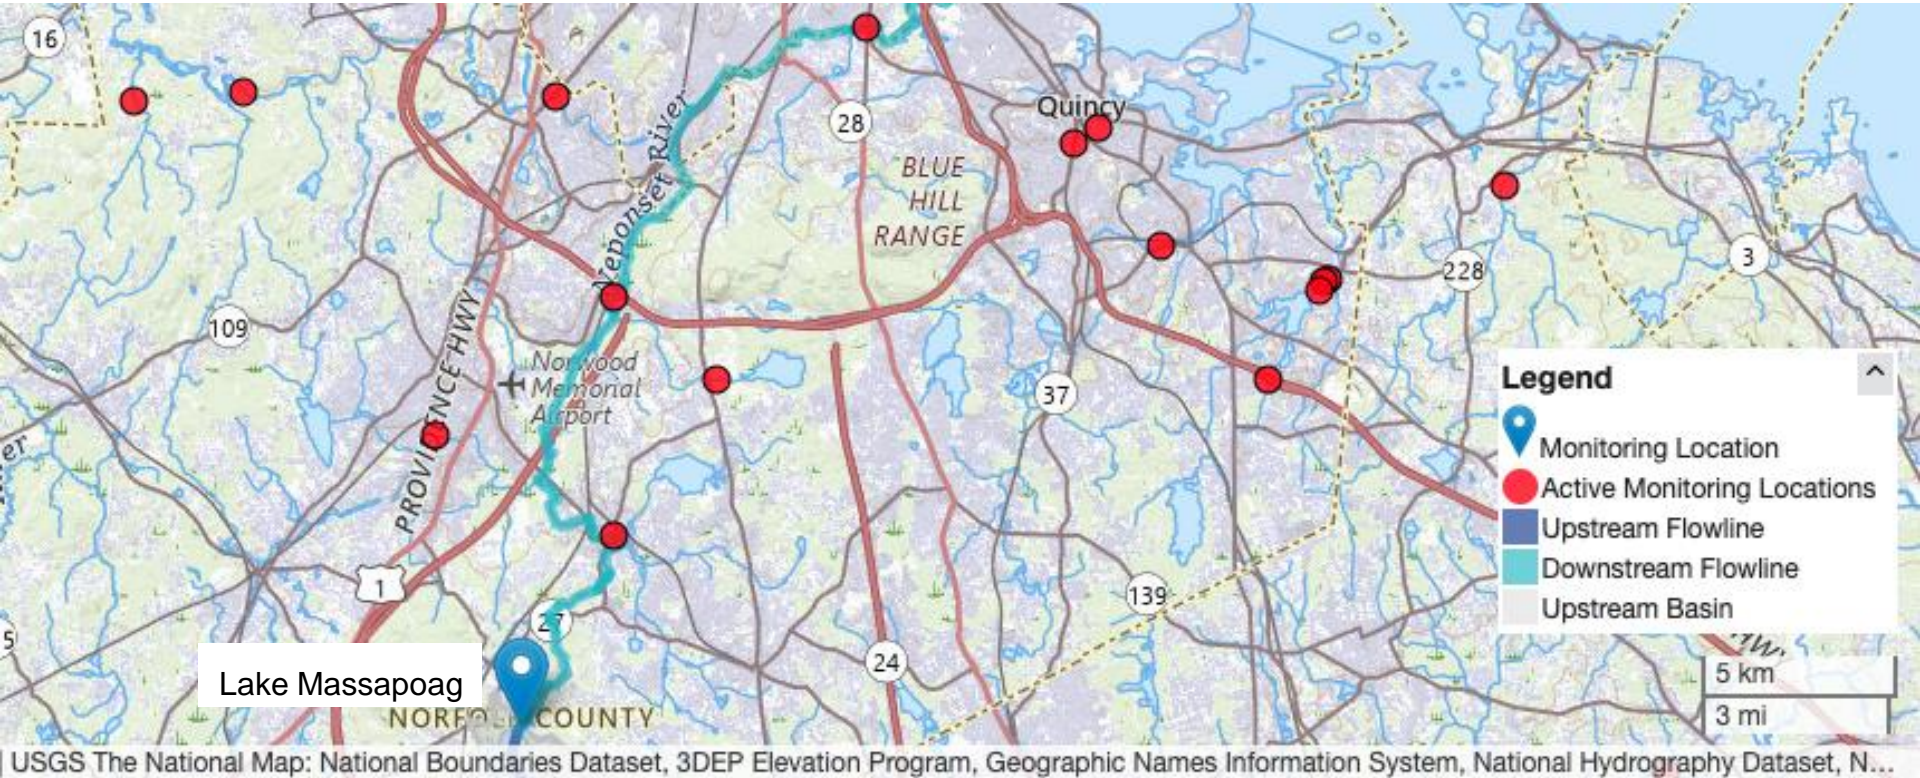 16
Quincy
28
Neponset River
BLUE
HILL
RANGE
3
228
109
PROVIDENCE HWY
Norwood
Memorial
Airport
37
Legend
Monitoring Location
Active Monitoring Locations
Upstream Flowline
Downstream Flowline
Upstream Basin
1
139
27
5
24
Lake Massapoag
NORFO COUNTY
5 km
3 mi
USGS The National Map: National Boundaries Dataset, 3DEP Elevation Program, Geographic Names Information System, National Hydrography Dataset, N...